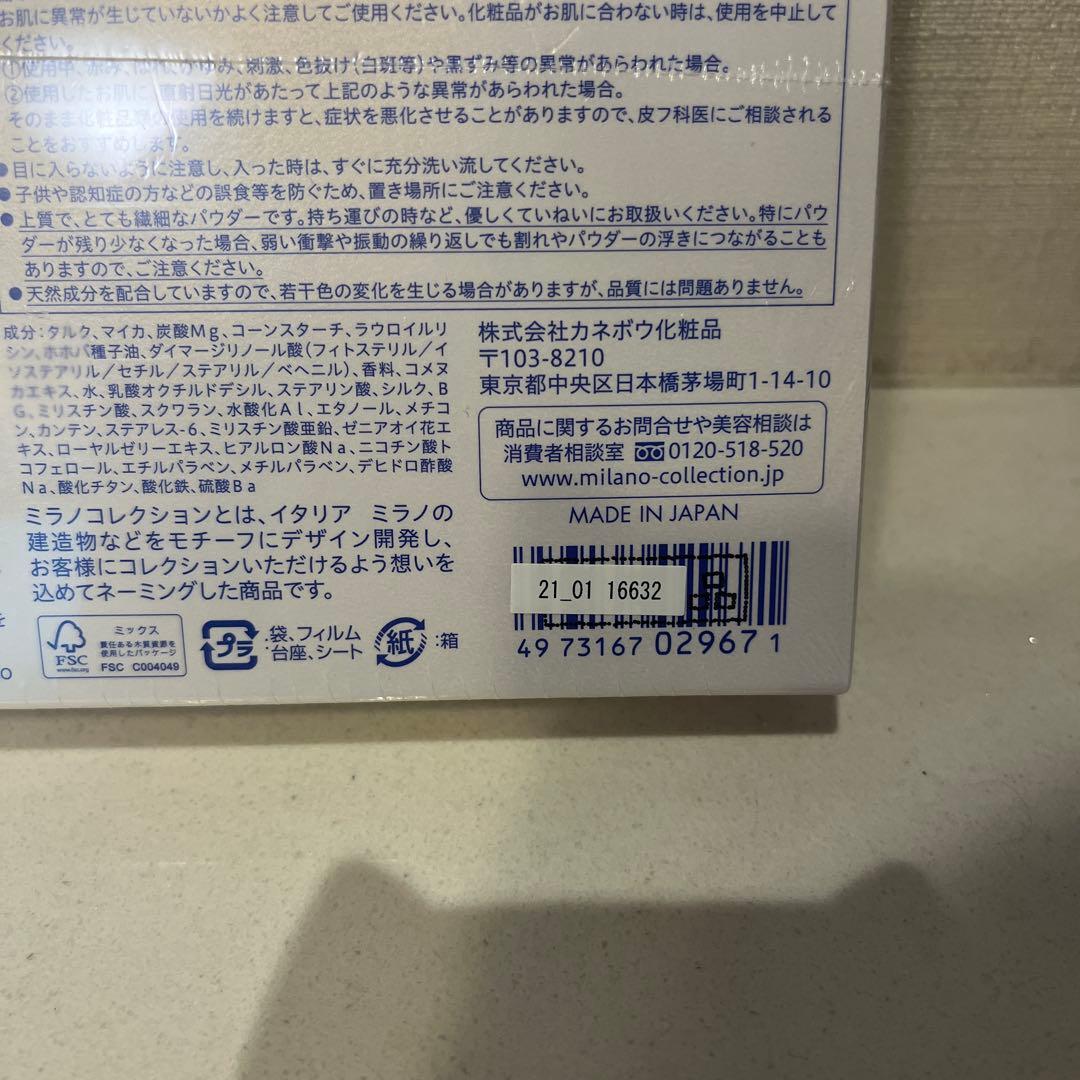 お肌に異常が生じていないかよく注意してご使用ください。化粧品がお肌に合わない時は、使用を中止して
ください。
①使用中、赤み、はれ、かゆみ、刺激、色抜け(白斑等)や黒ずみ等の異常があらわれた場合。
②使用したお肌に、直射日光があたって上記のような異常があらわれた場合。
そのまま化粧品類の使用を続けますと、症状を悪化させることがありますので、皮フ科医にご相談される
ことをおすすめします。
●目に入らないように注意し、入った時は、すぐに充分洗い流してください。
●子供や認知症の方などの誤食等を防ぐため、置き場所にご注意ください。
●上質で、とても繊細なパウダーです。持ち運びの時など、優しくていねいにお取扱いください。特にパウ
ダーが残り少なくなった場合、弱い衝撃や振動の繰り返しでも割れやパウダーの浮きにつながることも
ありますので、ご注意ください。
●天然成分を配合していますので、若干色の変化を生じる場合がありますが、品質には問題ありません。
成分:タルク、マイカ、炭酸Mg、コーンスターチ、ラウロイルリ
シン、ホホバ種子油、ダイマージリノール酸(フィトステリル/イ
ソステアリル/セチル/ステアリル/ベヘニル)、香料、コメヌ
カエキス、水、乳酸オクチルドデシル、ステアリン酸、シルク、B
G、ミリスチン酸、スクワラン、水酸化Al、エタノール、メチコ
ン、カンテン、ステアレス-6、ミリスチン酸亜鉛、ゼニアオイ花エ
キス、ローヤルゼリーエキス、ヒアルロン酸Na、ニコチン酸ト
コフェロール、エチルパラベン、メチルパラベン、デヒドロ酢酸
Na、酸化チタン、酸化鉄、硫酸Ba
ミラノコレクションとは、イタリア ミラノの
建造物などをモチーフにデザイン開発し、
お客様にコレクションいただけるよう想いを
込めてネーミングした商品です。
株式会社カネボウ化粧品
〒103-8210
東京都中央区日本橋茅場町1-14-10
商品に関するお問合せや美容相談は
消費者相談室 0120-518-520
www.milano-collection.jp
MADE IN JAPAN
21_01 16632
品
4973167029671
FSC
www.fsc.org
ミックス
責任ある木質資源を
使用したパッケージ
FSC C004049
プラ
:袋、フィルム
台座、シート
紙
:箱
を